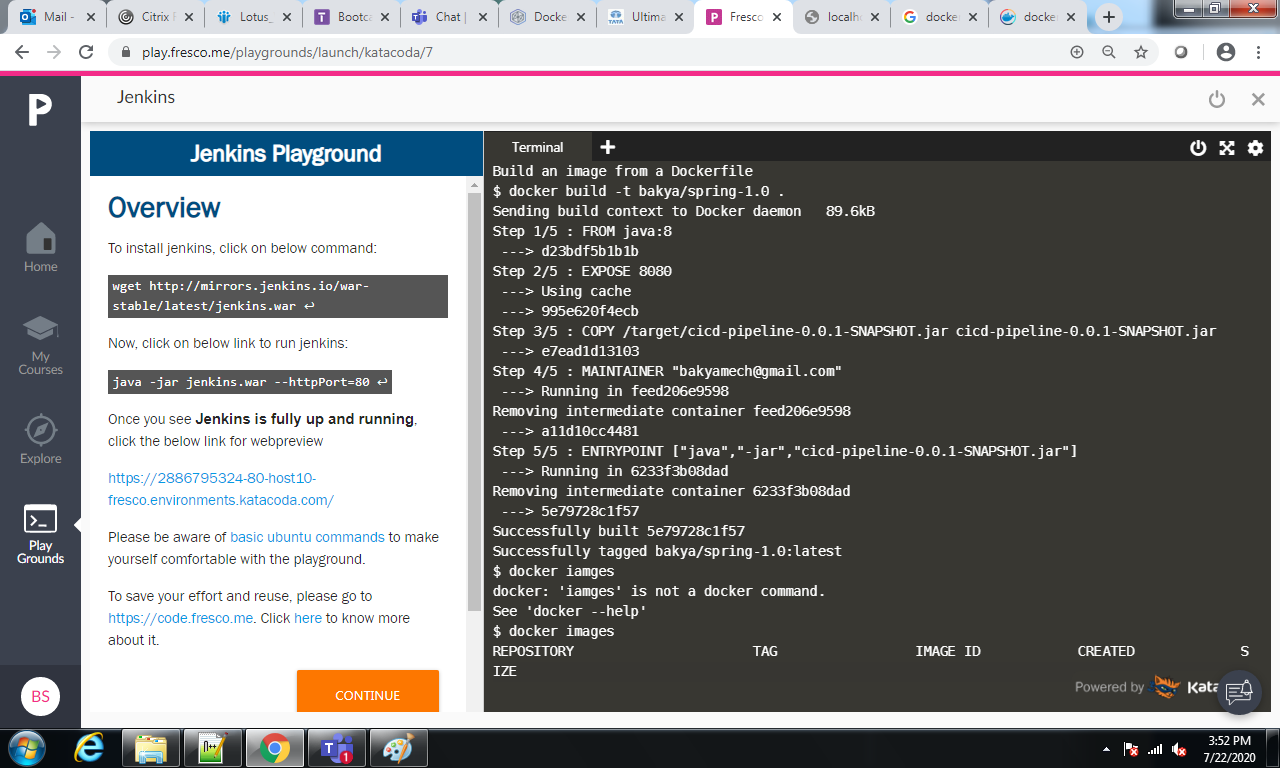 Mail -
Citrix
Lotus_
Bootca
Chat
Docke
Ultima
Fresco
localh
docker
docke
play.fresco.me/playgrounds/launch/katacoda/7
P
Jenkins
Home
My
Courses
Explore
Play
Grounds
BS
Jenkins Playground
Overview
To install jenkins, click on below command:
wget http://mirrors.jenkins.io/war-
stable/latest/jenkins.war ↩
Now, click on below link to run jenkins:
java -jar jenkins.war --httpPort=80 ↩
Once you see Jenkins is fully up and running,
click the below link for webpreview
https://2886795324-80-host10-
fresco.environments.katacoda.com/
Please be aware of basic ubuntu commands to make
yourself comfortable with the playground.
To save your effort and reuse, please go to
https://code.fresco.me. Click here to know more
about it.
CONTINUE
Terminal
Build an image from a Dockerfile
$ docker build -t bakya/spring-1.0 .
Sending build context to Docker daemon   89.6kB
Step 1/5 : FROM java:8
 ---> d23bdf5b1b1b
Step 2/5 : EXPOSE 8080
 ---> Using cache
 ---> 995e620f4ecb
Step 3/5 : COPY /target/cicd-pipeline-0.0.1-SNAPSHOT.jar cicd-pipeline-0.0.1-SNAPSHOT.jar
 ---> e7ead1d13103
Step 4/5 : MAINTAINER "bakyamech@gmail.com"
 ---> Running in feed206e9598
Removing intermediate container feed206e9598
 ---> a11d10cc4481
Step 5/5 : ENTRYPOINT ["java","-jar","cicd-pipeline-0.0.1-SNAPSHOT.jar"]
 ---> Running in 6233f3b08dad
Removing intermediate container 6233f3b08dad
 ---> 5e79728c1f57
Successfully built 5e79728c1f57
Successfully tagged bakya/spring-1.0:latest
$ docker iamges
docker: 'iamges' is not a docker command.
See 'docker --help'
$ docker images
REPOSITORY TAG IMAGE ID CREATED S
IZE
Powered by Kata
3:52 PM
7/22/2020